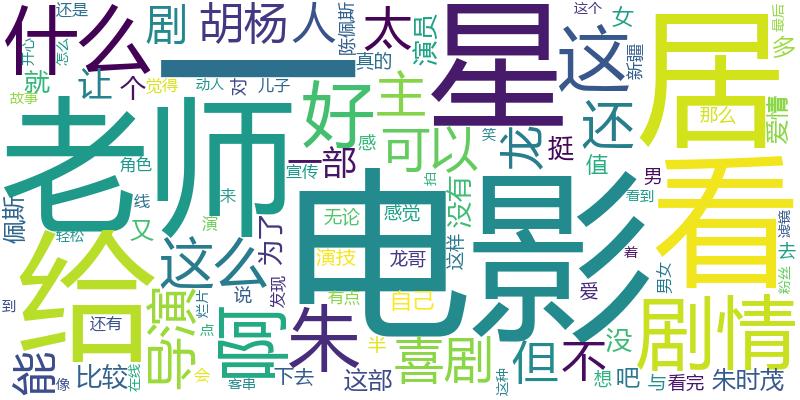 什么
还是
剧
胡杨人
陈佩斯
太
演员
星
这
女
新疆
居
这个
多
最后
开心
怎么
一
真的
就
让
个
觉得
动人
对
儿子
故事
老师
好
主
可以
还
龙
挺
值
那么
爱情
看
角色
一部
宣传
感
笑
没有
男
看到
佩斯
线
来
电影
拍
轻松
又
演
无论
感觉
这样
滤镜
给
这么
为了
演技
龙哥
着
男女
去
粉丝
到
导演
说
发现
有点
自己
爱
剧情
烂片
啊
朱
半
喜剧
但
不
没
还有
点
能
像
比较
在线
会
客串
下去
这部
这种
想
吧
与
看完
朱时茂